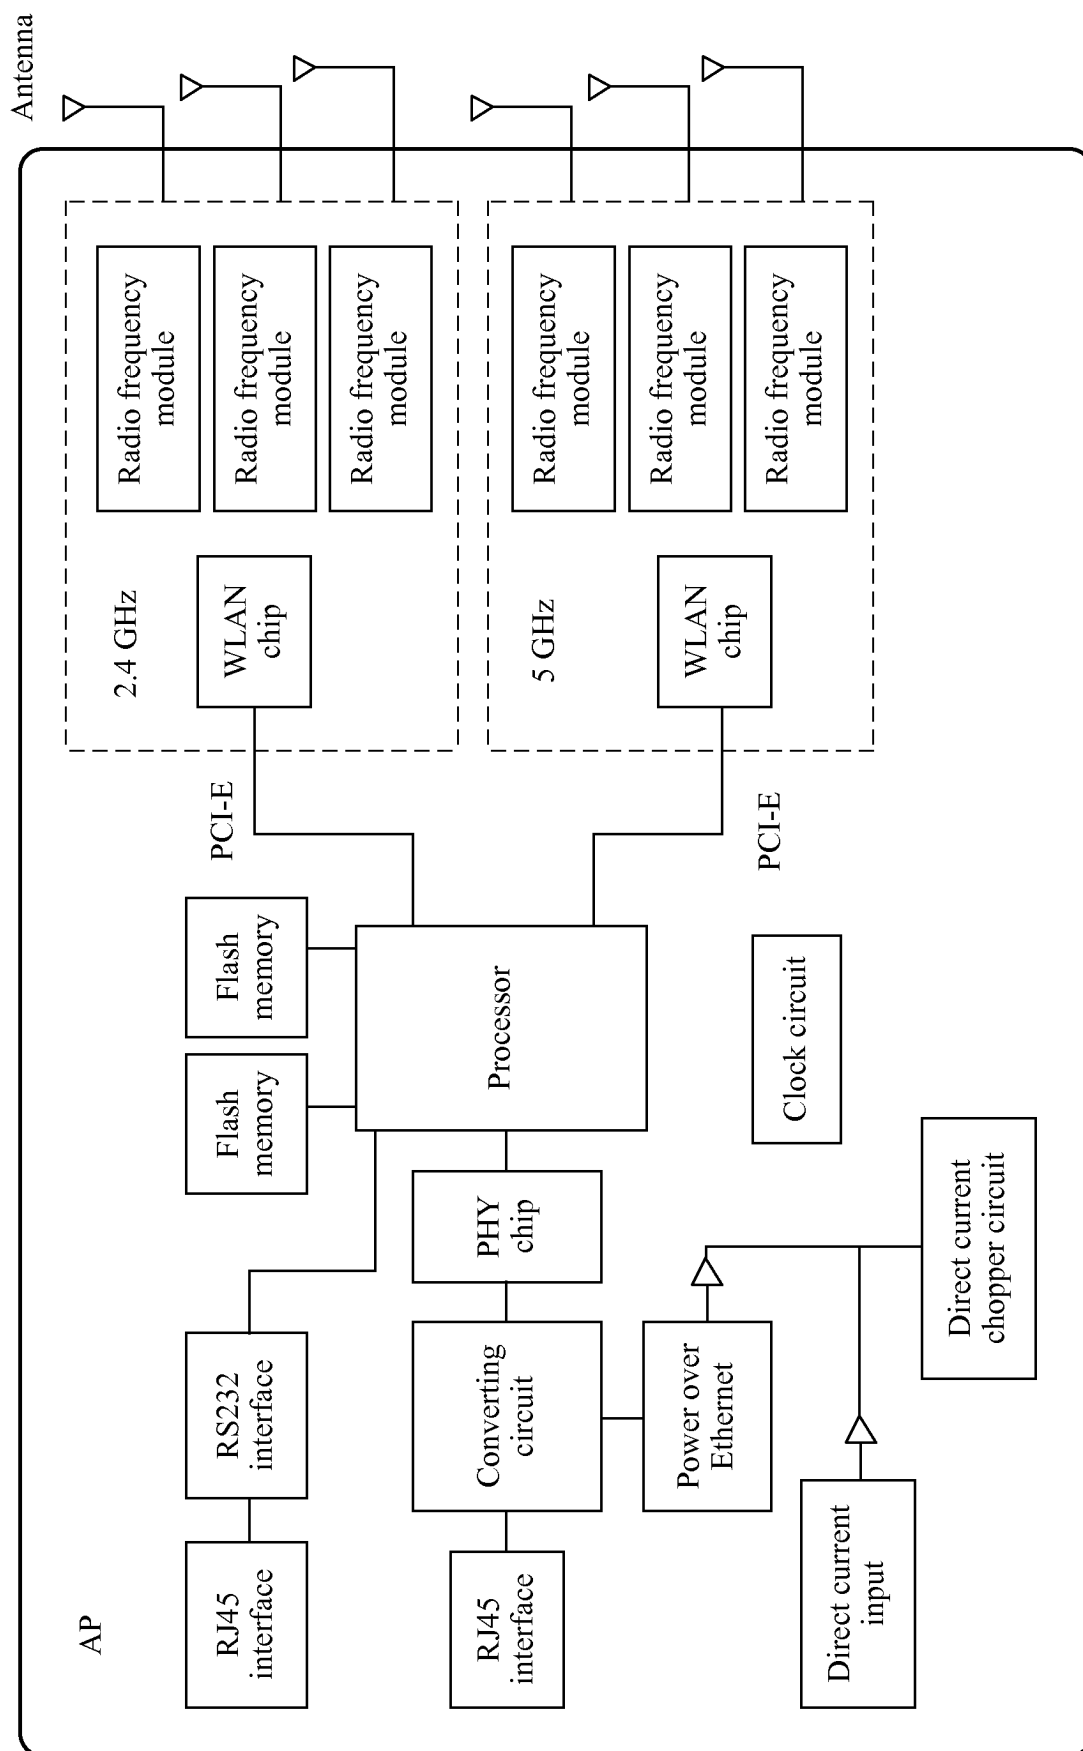 AP
Antenna
RJ45
interface
RS232
interface
Flash
memory
Flash
memory
PCI-E
2.4 GHz
WLAN
chip
Radio frequency
module
Radio frequency
module
Radio frequency
module
RJ45
interface
Converting
circuit
PHY
chip
Processor
Power over
Ethernet
Direct current
input
Direct current
chopper circuit
Clock circuit
PCI-E
5 GHz
WLAN
chip
Radio frequency
module
Radio frequency
module
Radio frequency
module